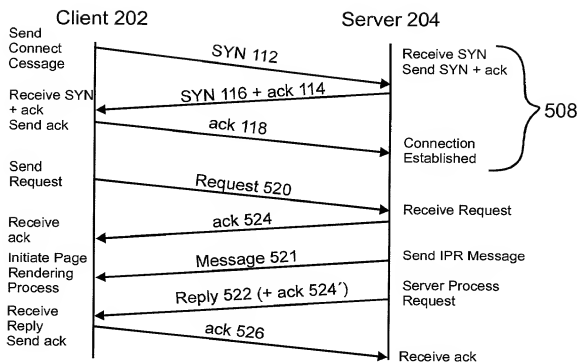 Client 202
Server 204
Send
Connect
Cessage
SYN 112
Receive SYN
Send SYN + ack
Receive SYN
+ ack
Send ack
SYN 116 + ack 114
508
ack 118
Connection
Established
Send
Request
Request 520
Receive Request
Receive
ack
ack 524
Initiate Page
Rendering
Process
Message 521
Send IPR Message
Server Process
Request
Reply 522 (+ ack 524´)
Receive
Reply
Send ack
ack 526
Receive ack